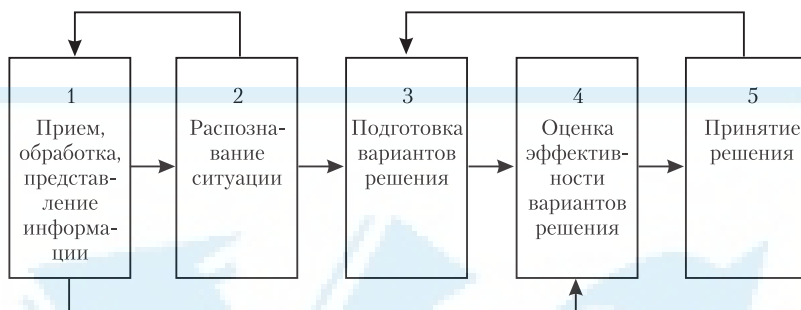 1
Прием,
обработка,
представ-
ление
информа-
ции
2
Распозна-
вание
ситуации
3
Подготовка
вариантов
решения
4
Оценка
эффектив-
ности
вариантов
решения
5
Принятие
решения